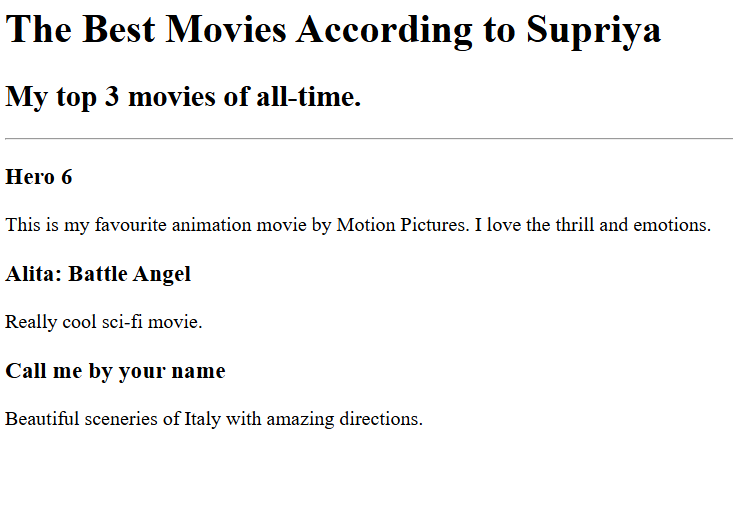 The Best Movies According to Supriya
My top 3 movies of all-time.
Hero 6
This is my favourite animation movie by Motion Pictures. I love the thrill and emotions.
Alita: Battle Angel
Really cool sci-fi movie.
Call me by your name
Beautiful sceneries of Italy with amazing directions.